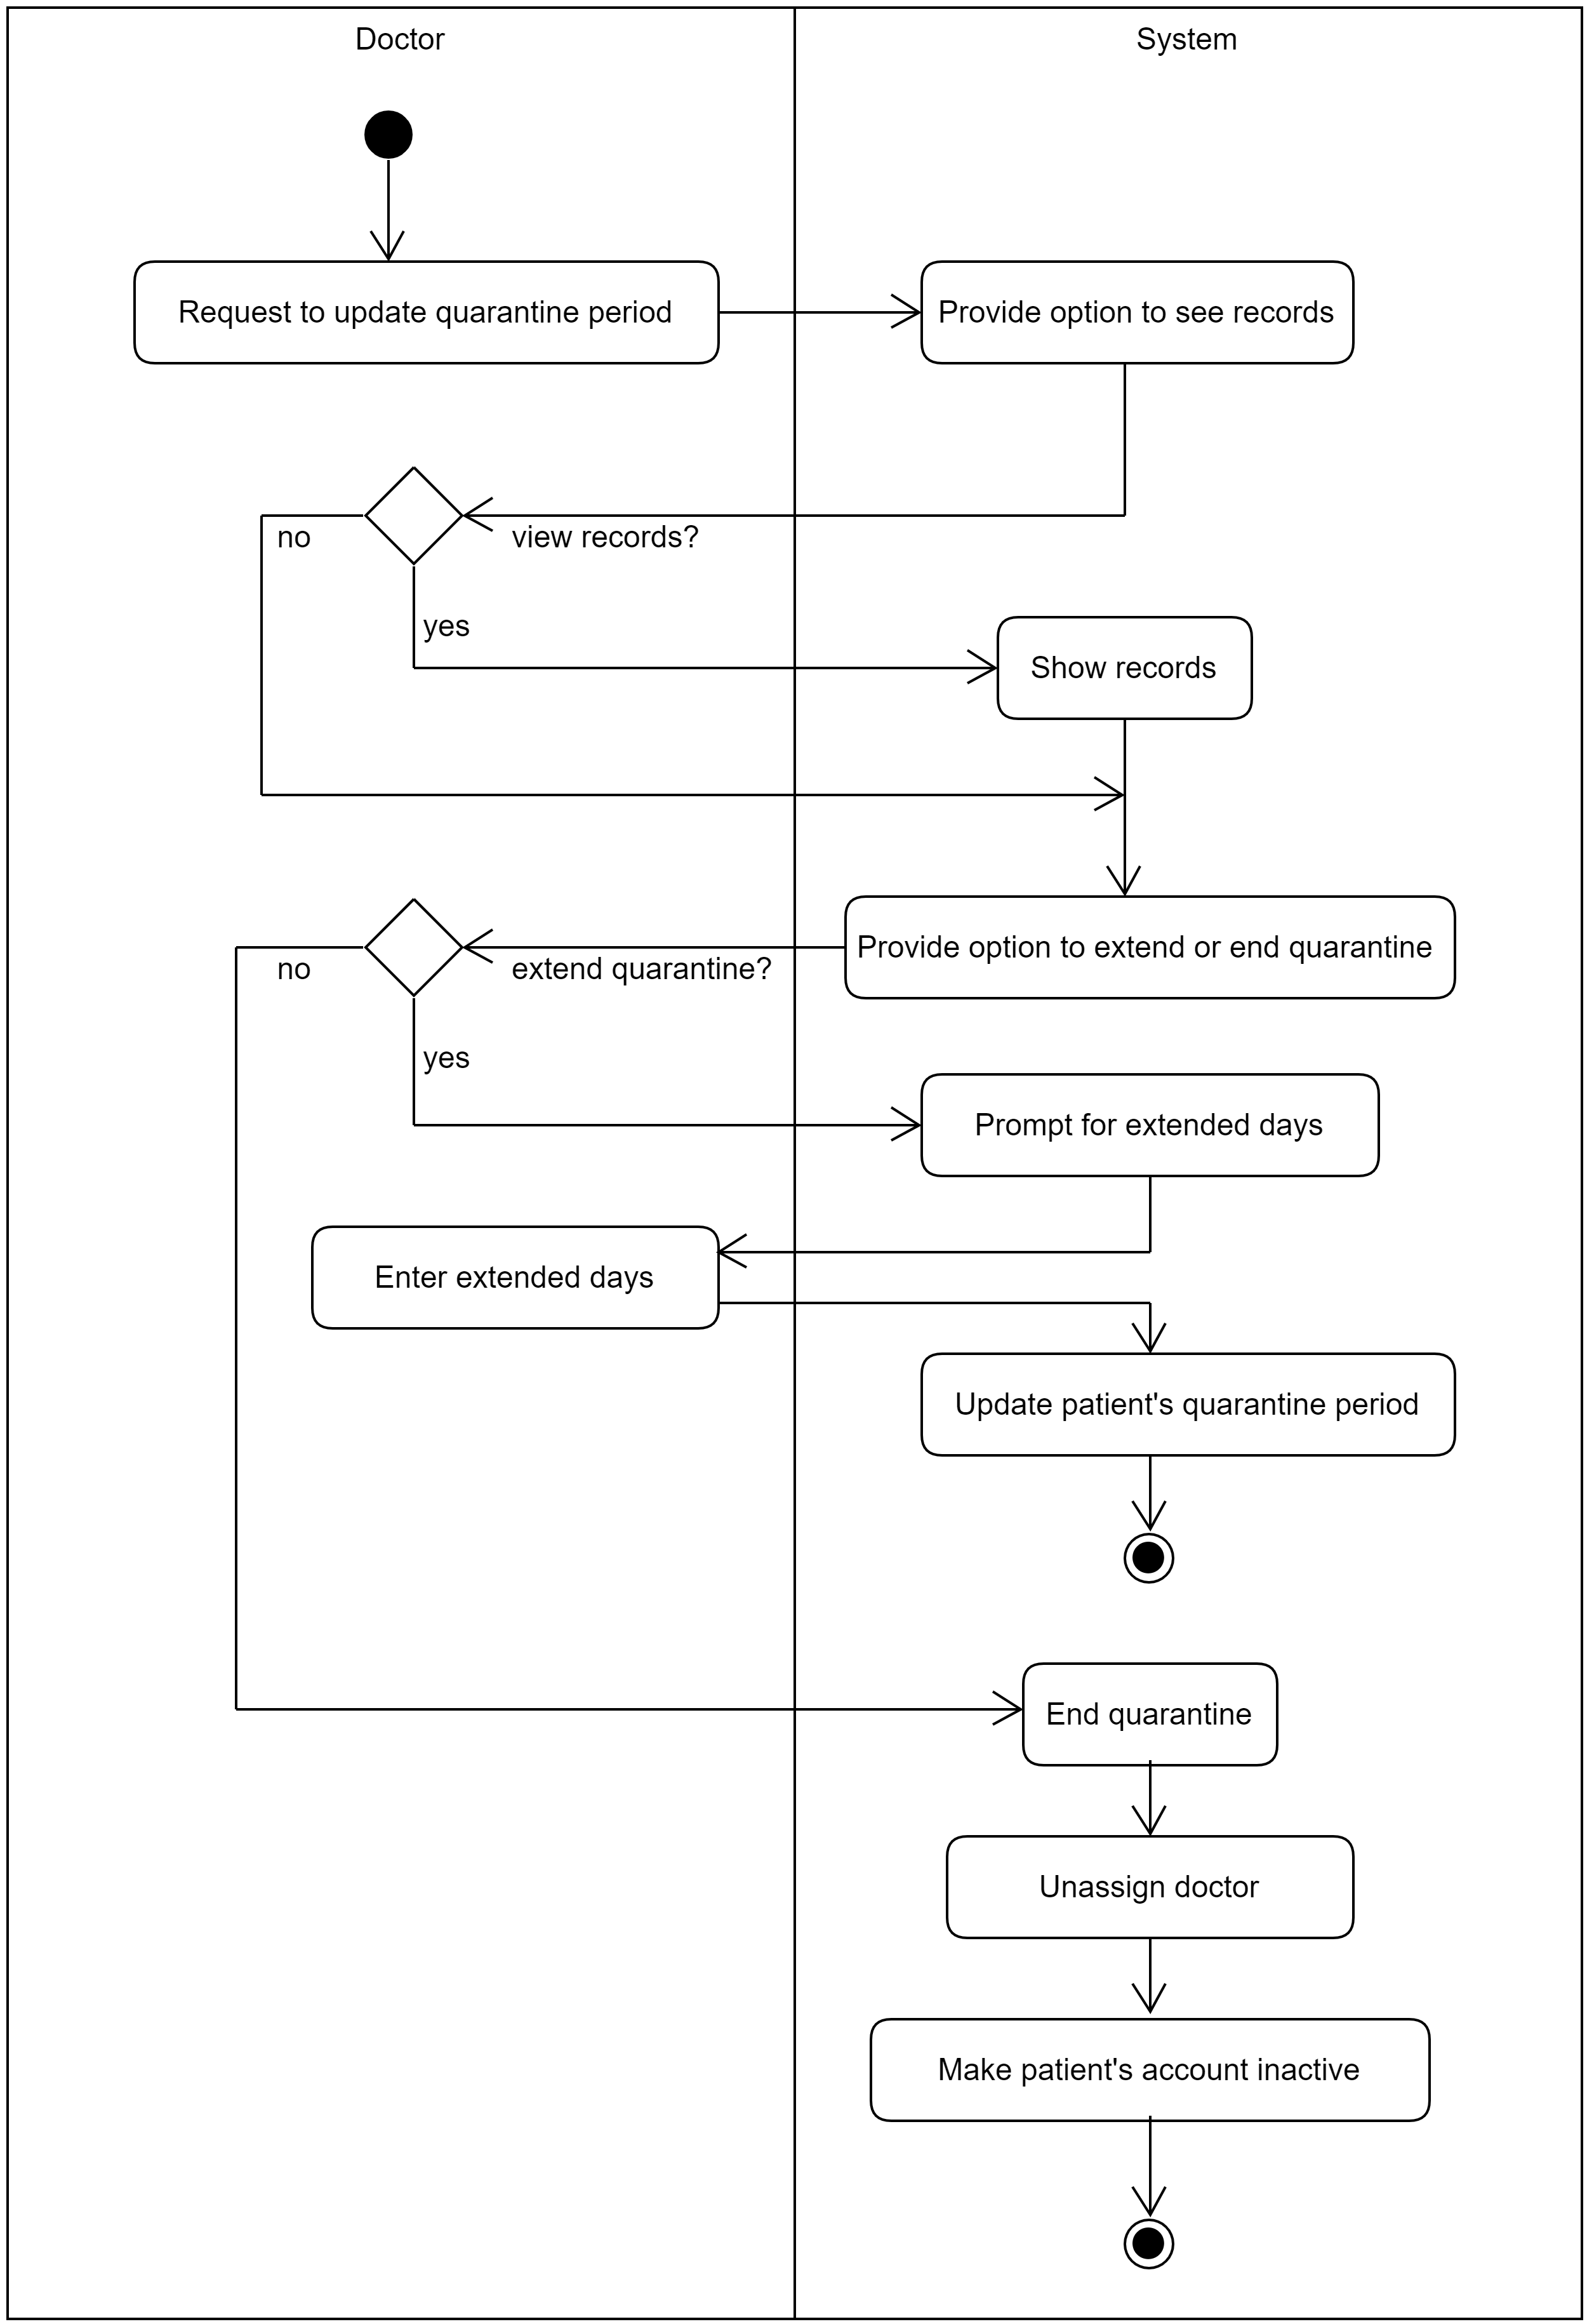 Doctor
System
Request to update quarantine period
Provide option to see records
no
view records?
yes
Show records
Provide option to extend or end quarantine
no
extend quarantine?
yes
Prompt for extended days
Enter extended days
Update patient's quarantine period
End quarantine
Unassign doctor
Make patient's account inactive